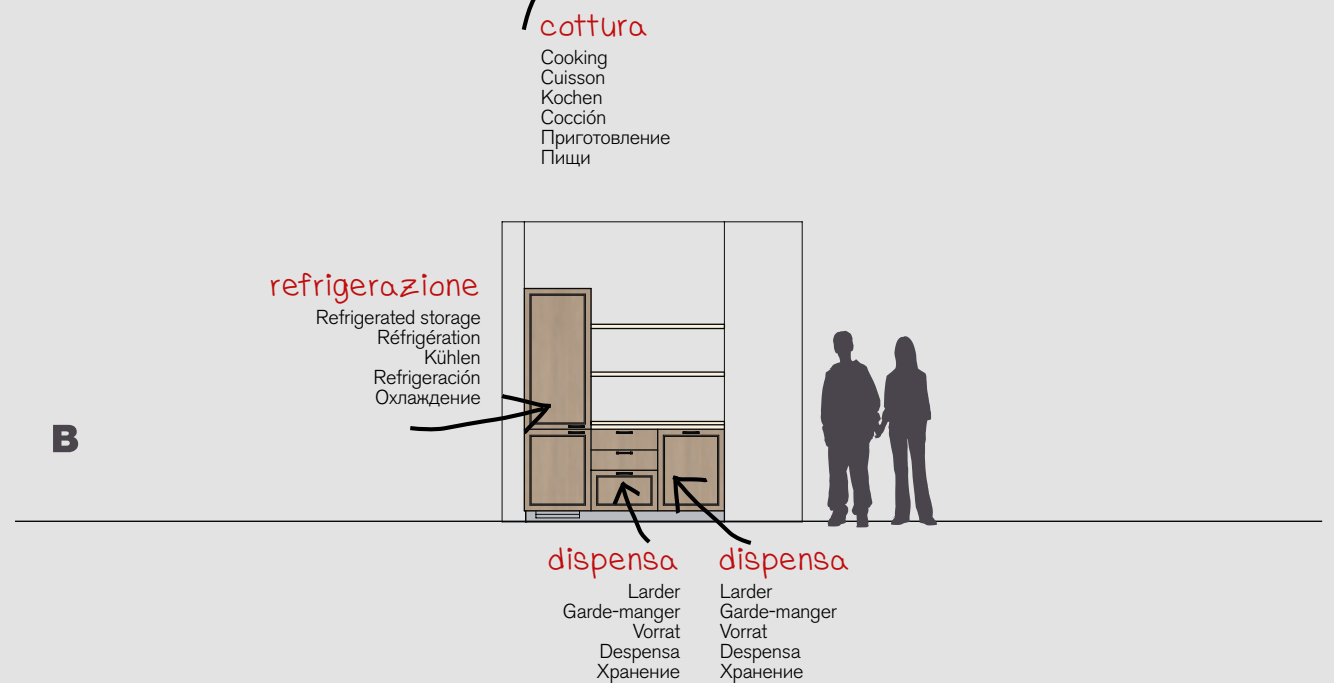 cottura
Cooking
Cuisson
Kochen
Cocción
Приготовление
Пищи
refrigerazione
Refrigerated storage
Réfrigération
Kühlen
Refrigeración
Охлаждение
B
dispensa
Larder
Garde-manger
Vorrat
Despensa
Хранение
dispensa
Larder
Garde-manger
Vorrat
Despensa
Хранение